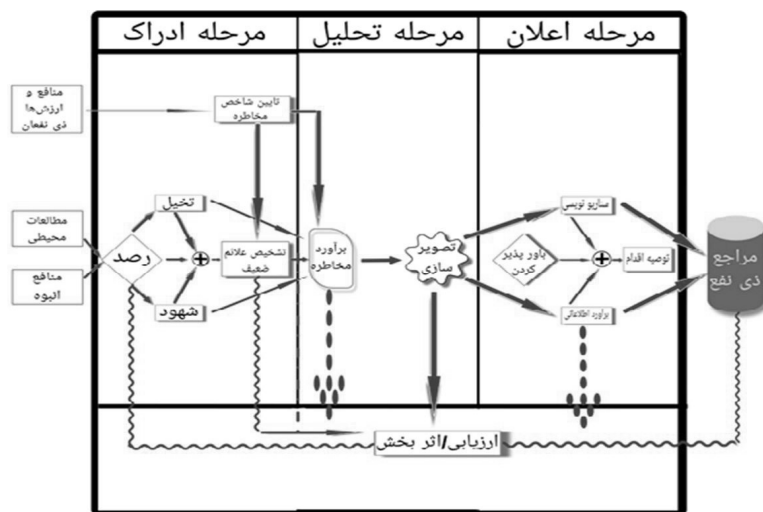 مرحله ادراک
مرحله تحلیل
مرحله اعلان
منافع و
ارزش‌ها
ذی نفعان
تایین شاخص
مخاطره
مطالعات
محیطی
منافع
انبوه
رصد
تخیل
شهود
تشخیص علائم
ضعیف
برآورد
مخاطره
تصویر
سازی
سناریو نویسی
باور پذیر
کردن
توصیه اقدام
برآورد اطلاعاتی
مراجع
ذی نفع
ارزیابی/اثر بخش